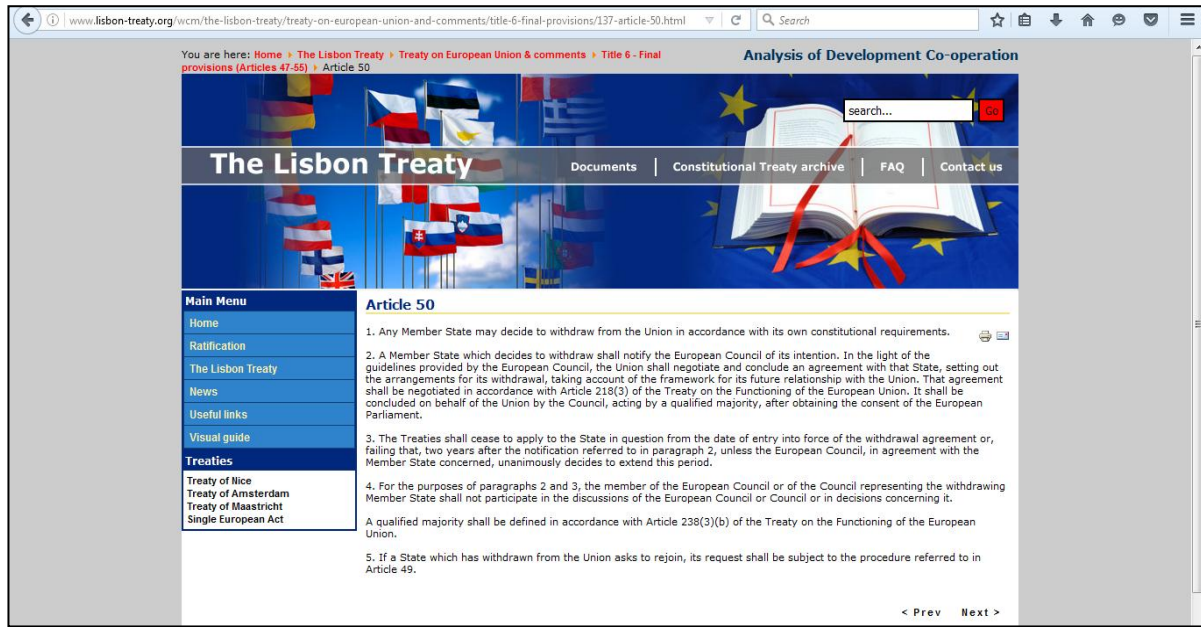 www.lisbon-treaty.org/wcm/the-lisbon-treaty/treaty-on-european-union-and-comments/title-6-final-provisions/137-article-50.html
Search
You are here: Home The Lisbon Treaty Treaty on European Union & comments Title 6 - Final
provisions (Articles 47-55) Article 50
Analysis of Development Co-operation
search...
Go
The Lisbon Treaty
Documents | Constitutional Treaty archive | FAQ | Contact us
Main Menu
Home
Ratification
The Lisbon Treaty
News
Useful links
Visual guide
Treaties
Treaty of Nice
Treaty of Amsterdam
Treaty of Maastricht
Single European Act
Article 50
1. Any Member State may decide to withdraw from the Union in accordance with its own constitutional requirements.
2. A Member State which decides to withdraw shall notify the European Council of its intention. In the light of the
guidelines provided by the European Council, the Union shall negotiate and conclude an agreement with that State, setting out
the arrangements for its withdrawal, taking account of the framework for its future relationship with the Union. That agreement
shall be negotiated in accordance with Article 218(3) of the Treaty on the Functioning of the European Union. It shall be
concluded on behalf of the Union by the Council, acting by a qualified majority, after obtaining the consent of the European
Parliament.
3. The Treaties shall cease to apply to the State in question from the date of entry into force of the withdrawal agreement or,
failing that, two years after the notification referred to in paragraph 2, unless the European Council, in agreement with the
Member State concerned, unanimously decides to extend this period.
4. For the purposes of paragraphs 2 and 3, the member of the European Council or of the Council representing the withdrawing
Member State shall not participate in the discussions of the European Council or Council or in decisions concerning it.
A qualified majority shall be defined in accordance with Article 238(3)(b) of the Treaty on the Functioning of the European
Union.
5. If a State which has withdrawn from the Union asks to rejoin, its request shall be subject to the procedure referred to in
Article 49.
< Prev Next >